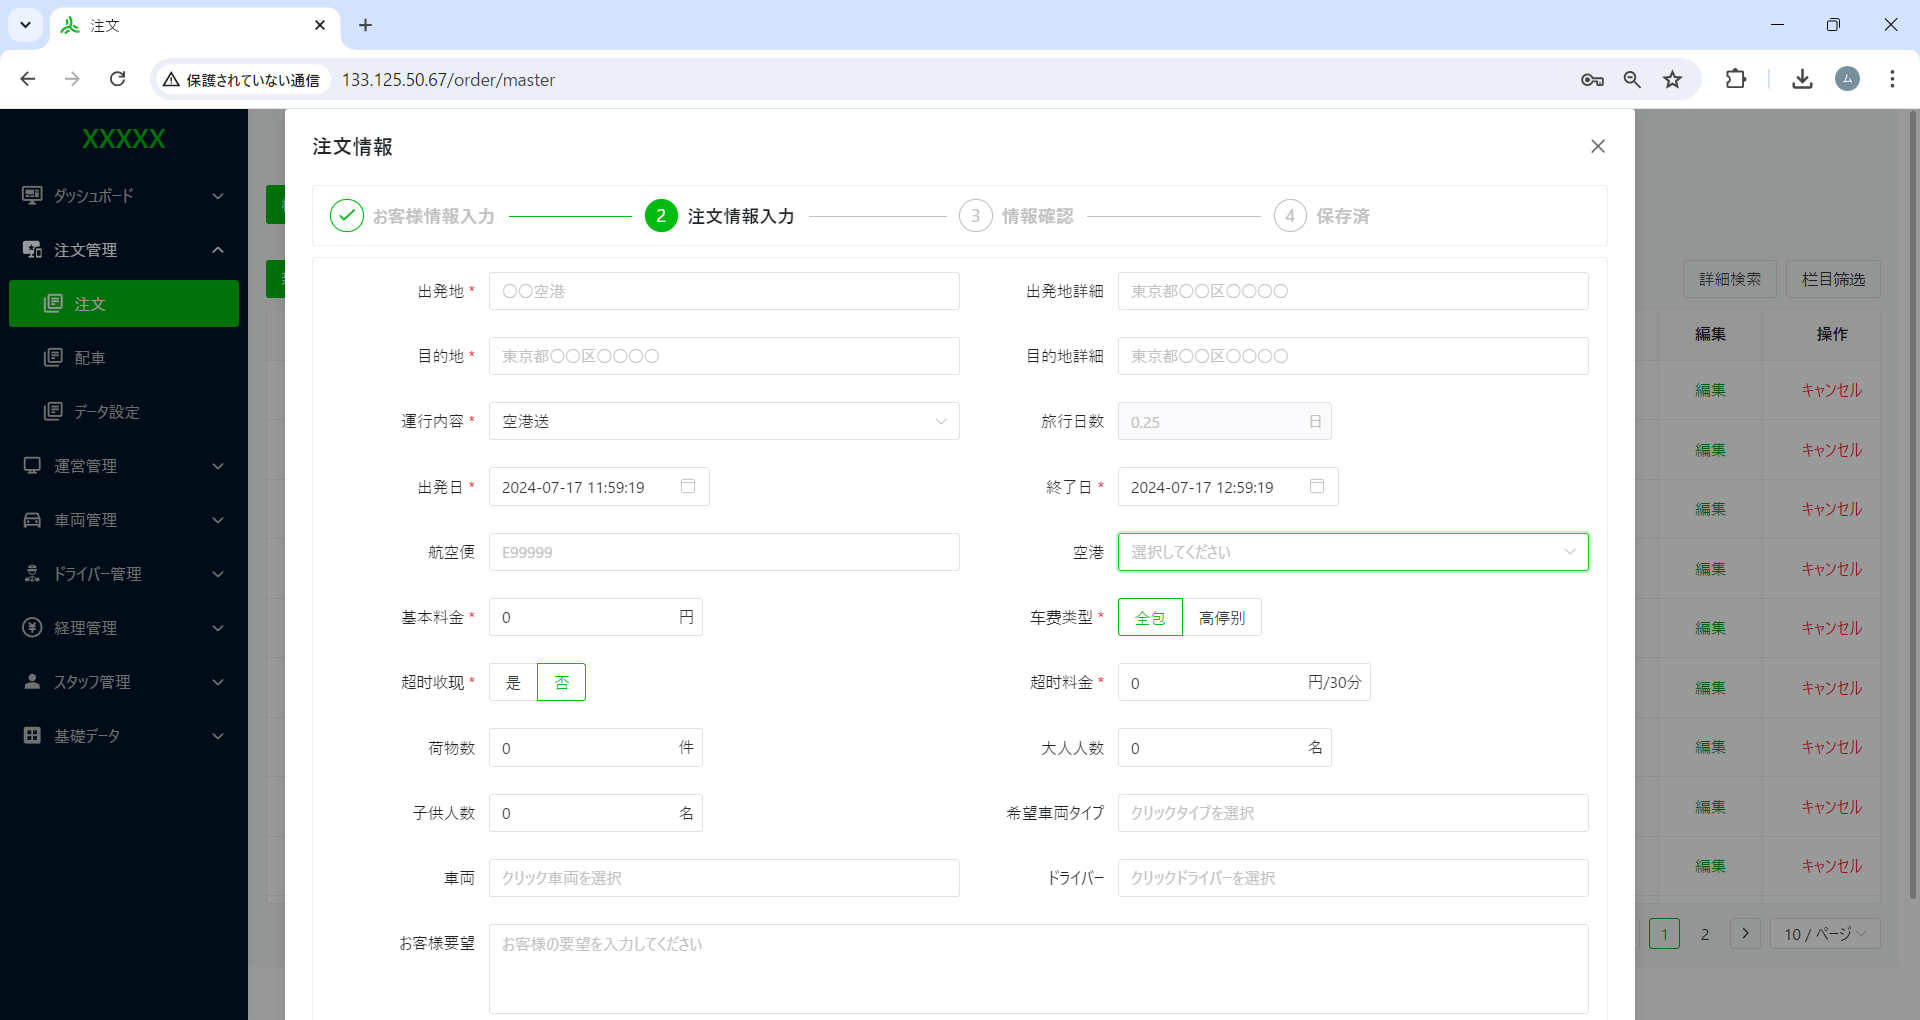 注文
保護されていない通信
133.125.50.67/order/master
ム
XXXXX
ダッシュボード
注文管理
注文
配車
データ設定
運営管理
車両管理
ドライバー管理
経理管理
スタッフ管理
基礎データ
注文情報
お客様情報入力
2 注文情報入力
3 情報確認
4 保存済
出発地 * 〇〇空港
出発地詳細 東京都〇〇区〇〇〇〇
目的地 * 東京都〇〇区〇〇〇〇
目的地詳細 東京都〇〇区〇〇〇〇
運行内容 * 空港送
旅行日数 0.25 日
出発日 * 2024-07-17 11:59:19
終了日 * 2024-07-17 12:59:19
航空便 E99999
空港 選択してください
基本料金 * 0 円
车费类型 * 全包 高停别
超时收现 * 是 否
超时料金 * 0 円/30分
荷物数 0 件
大人人数 0 名
子供人数 0 名
希望車両タイプ クリックタイプを選択
車両 クリック車両を選択
ドライバー クリックドライバーを選択
お客様要望 お客様の要望を入力してください
詳細検索 栏目筛选
編集 操作
編集 キャンセル
編集 キャンセル
編集 キャンセル
編集 キャンセル
編集 キャンセル
編集 キャンセル
編集 キャンセル
編集 キャンセル
編集 キャンセル
1 2 10 / ページ